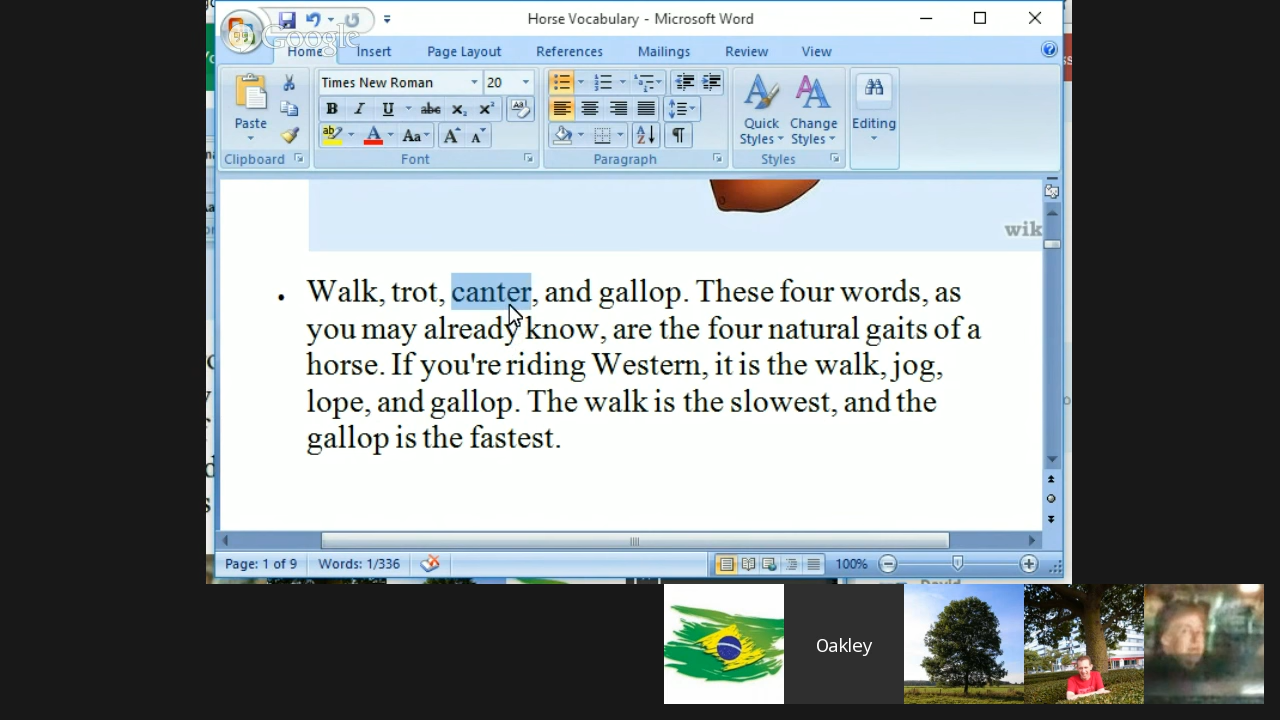 Horse Vocabulary - Microsoft Word
Google
Home Insert Page Layout References Mailings Review View
Times New Roman 20
Paste
Quick Styles
Change Styles
Editing
Clipboard Font Paragraph Styles
wik
• Walk, trot, canter, and gallop. These four words, as
you may already know, are the four natural gaits of a
horse. If you're riding Western, it is the walk, jog,
lope, and gallop. The walk is the slowest, and the
gallop is the fastest.
Page: 1 of 9 Words: 1/336 100%
Oakley